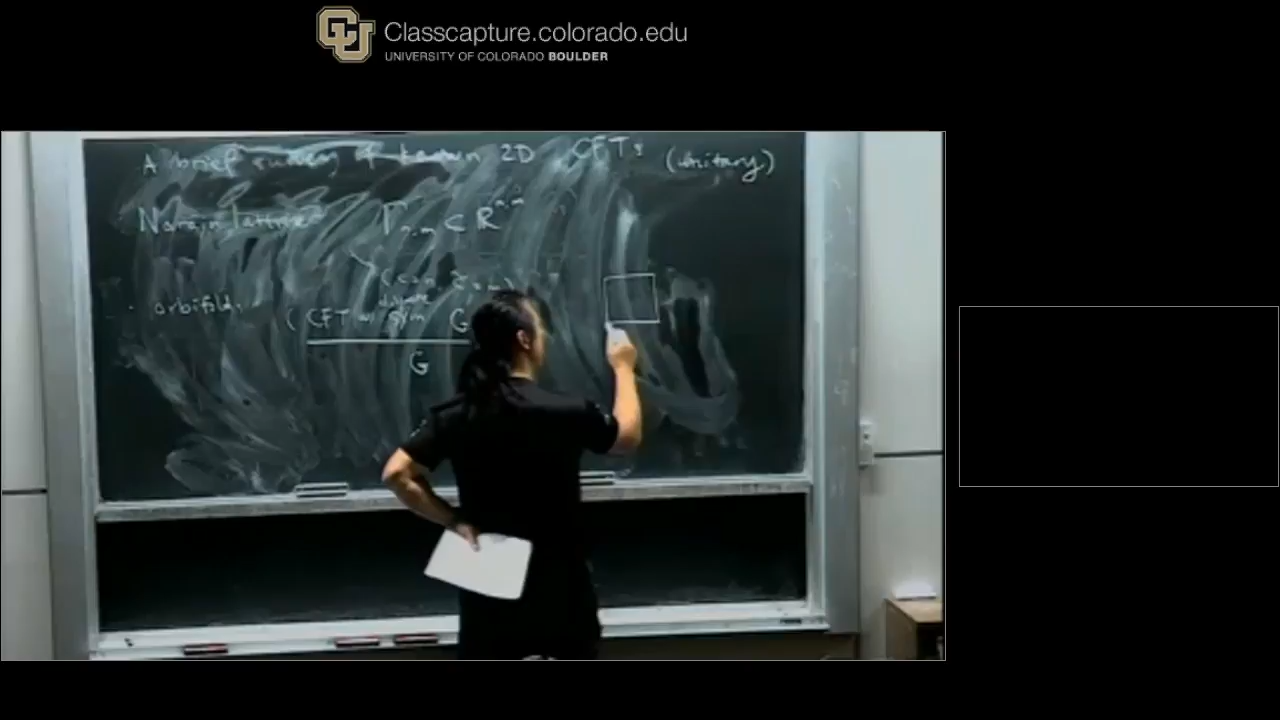 CU
Classcapture.colorado.edu
UNIVERSITY OF COLORADO BOULDER
A brief survey of known 2D CFTs (unitary)
Narain lattice Γn,m ⊂ ℝn,m
· orbifolds ( CFT w/ sym G
G